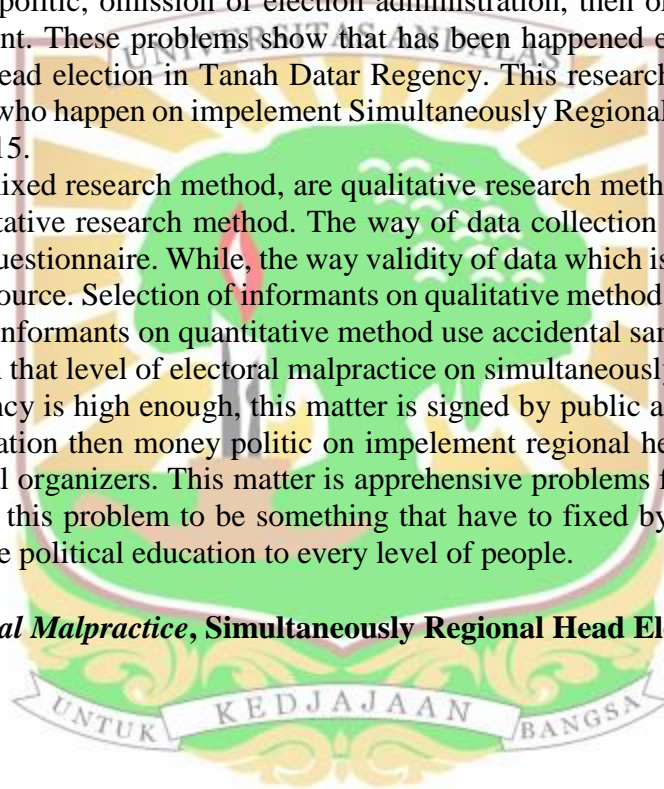 politic, omission of election administration, then o
nt. These problems show that has been happened e
UNIVERSITAS ANDALAS
ead election in Tanah Datar Regency. This research
who happen on impelement Simultaneously Regional
15.
ixed research method, are qualitative research meth
tative research method. The way of data collection
uestionnaire. While, the way validity of data which is
ource. Selection of informants on qualitative method
informants on quantitative method use accidental sar
that level of electoral malpractice on simultaneously
ncy is high enough, this matter is signed by public a
ation then money politic on impelement regional he
l organizers. This matter is apprehensive problems f
this problem to be something that have to fixed by
e political education to every level of people.
al Malpractice, Simultaneously Regional Head El
UNTUK KEDJAJAAN BANGSA